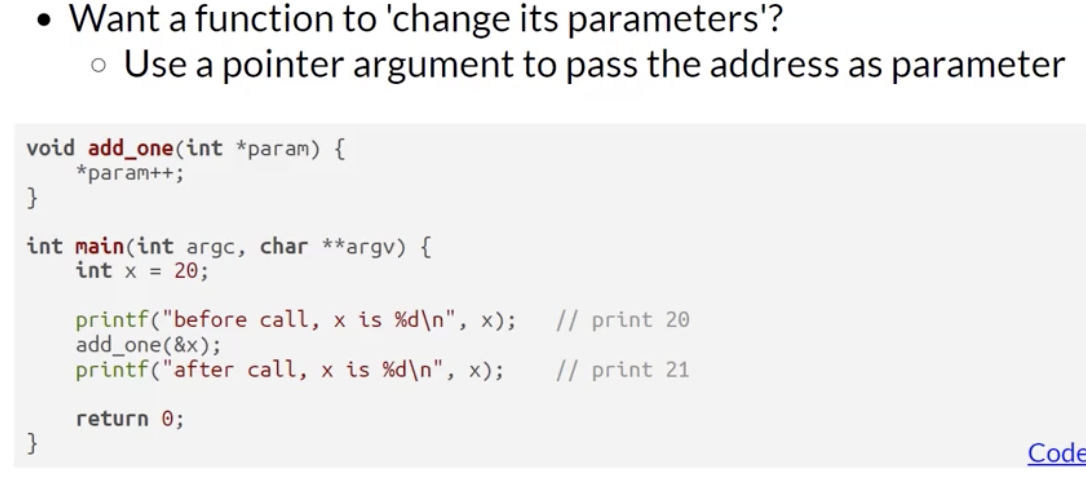 • Want a function to 'change its parameters'?
○ Use a pointer argument to pass the address as parameter
void add_one(int *param) {
    *param++;
}
int main(int argc, char **argv) {
    int x = 20;
    printf("before call, x is %d\n", x);   // print 20
    add_one(&x);
    printf("after call, x is %d\n", x);    // print 21
    return 0;
}
Code